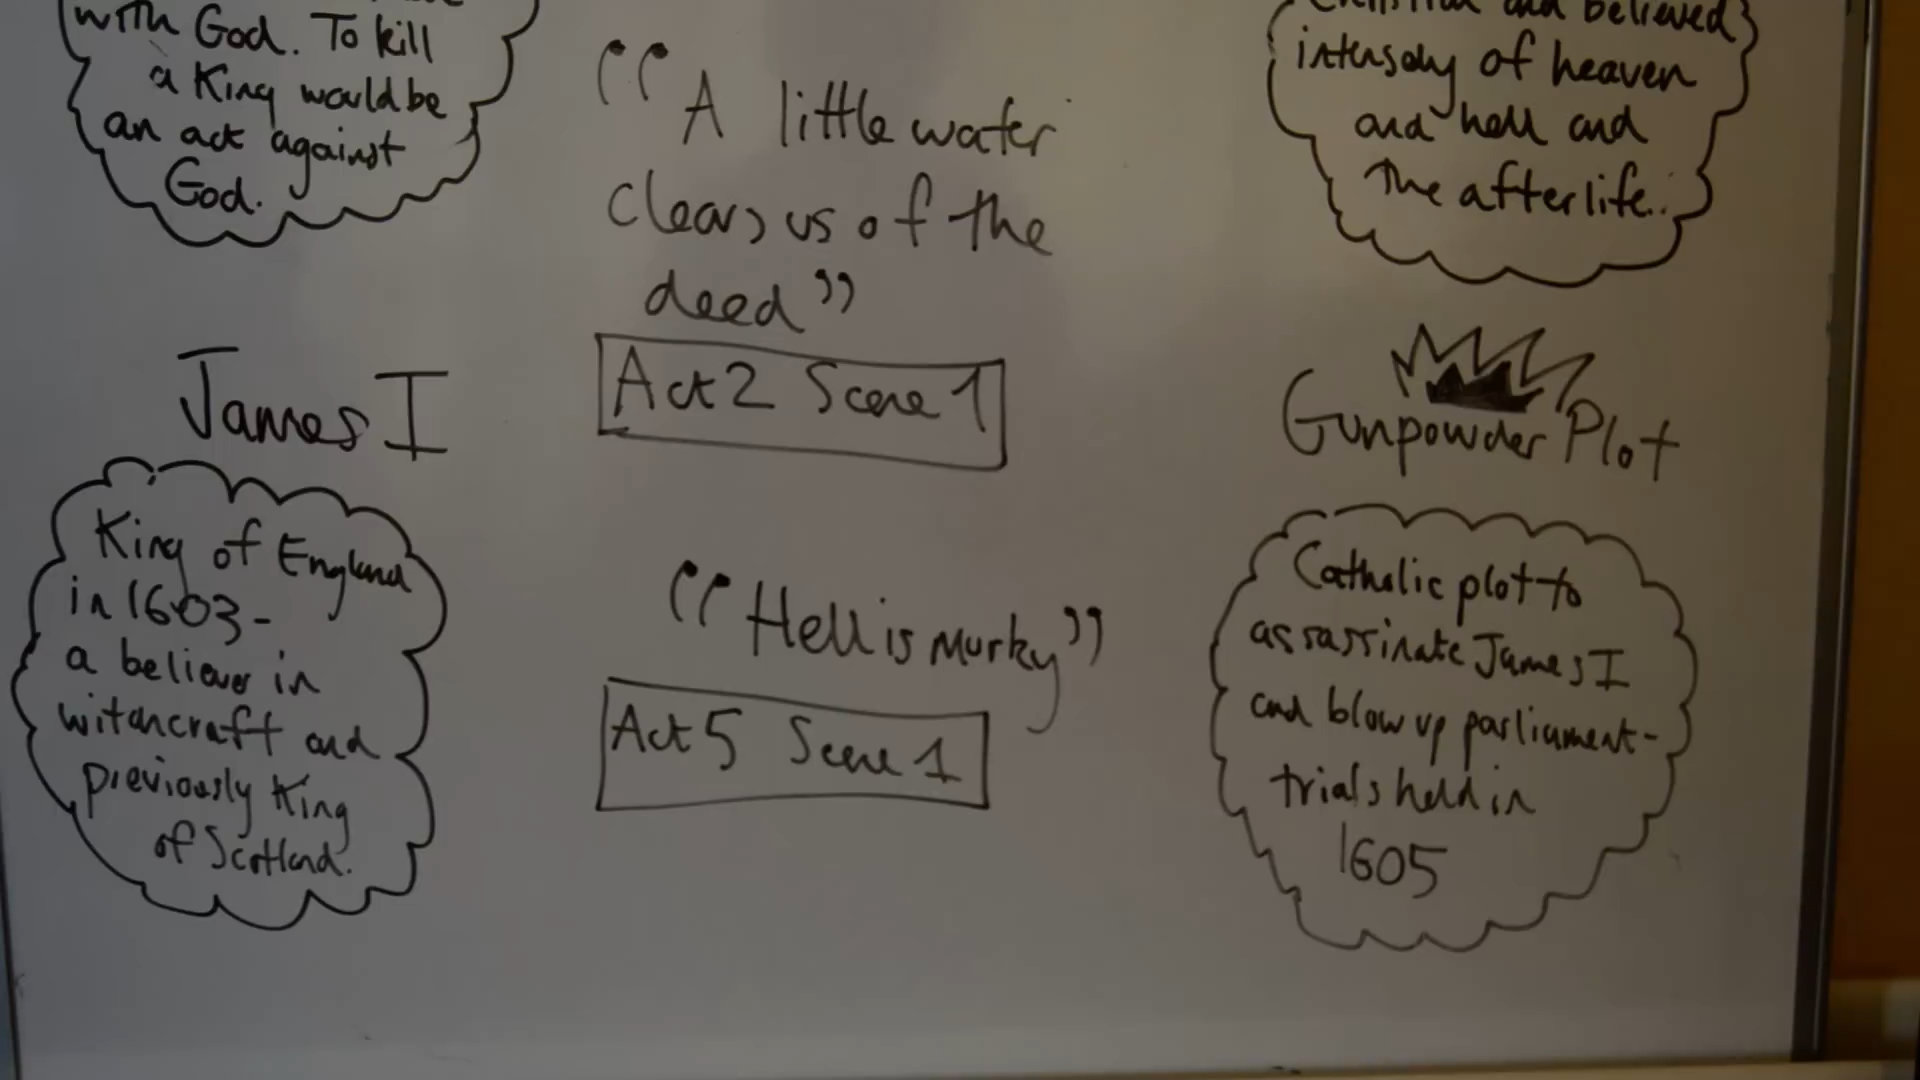 with God. To kill
a King would be
an act against
God.
"A little water
clears us of the
deed"
Act 2 Scene 1
and believed
intensely of heaven
and hell and
the afterlife.
James I
King of England
in 1603-
a believer in
witchcraft and
previously King
of Scotland.
"Hell is Murky"
Act 5 Scene 1
Gunpowder Plot
Catholic plot to
assassinate James I
and blow up parliament-
trials held in
1605